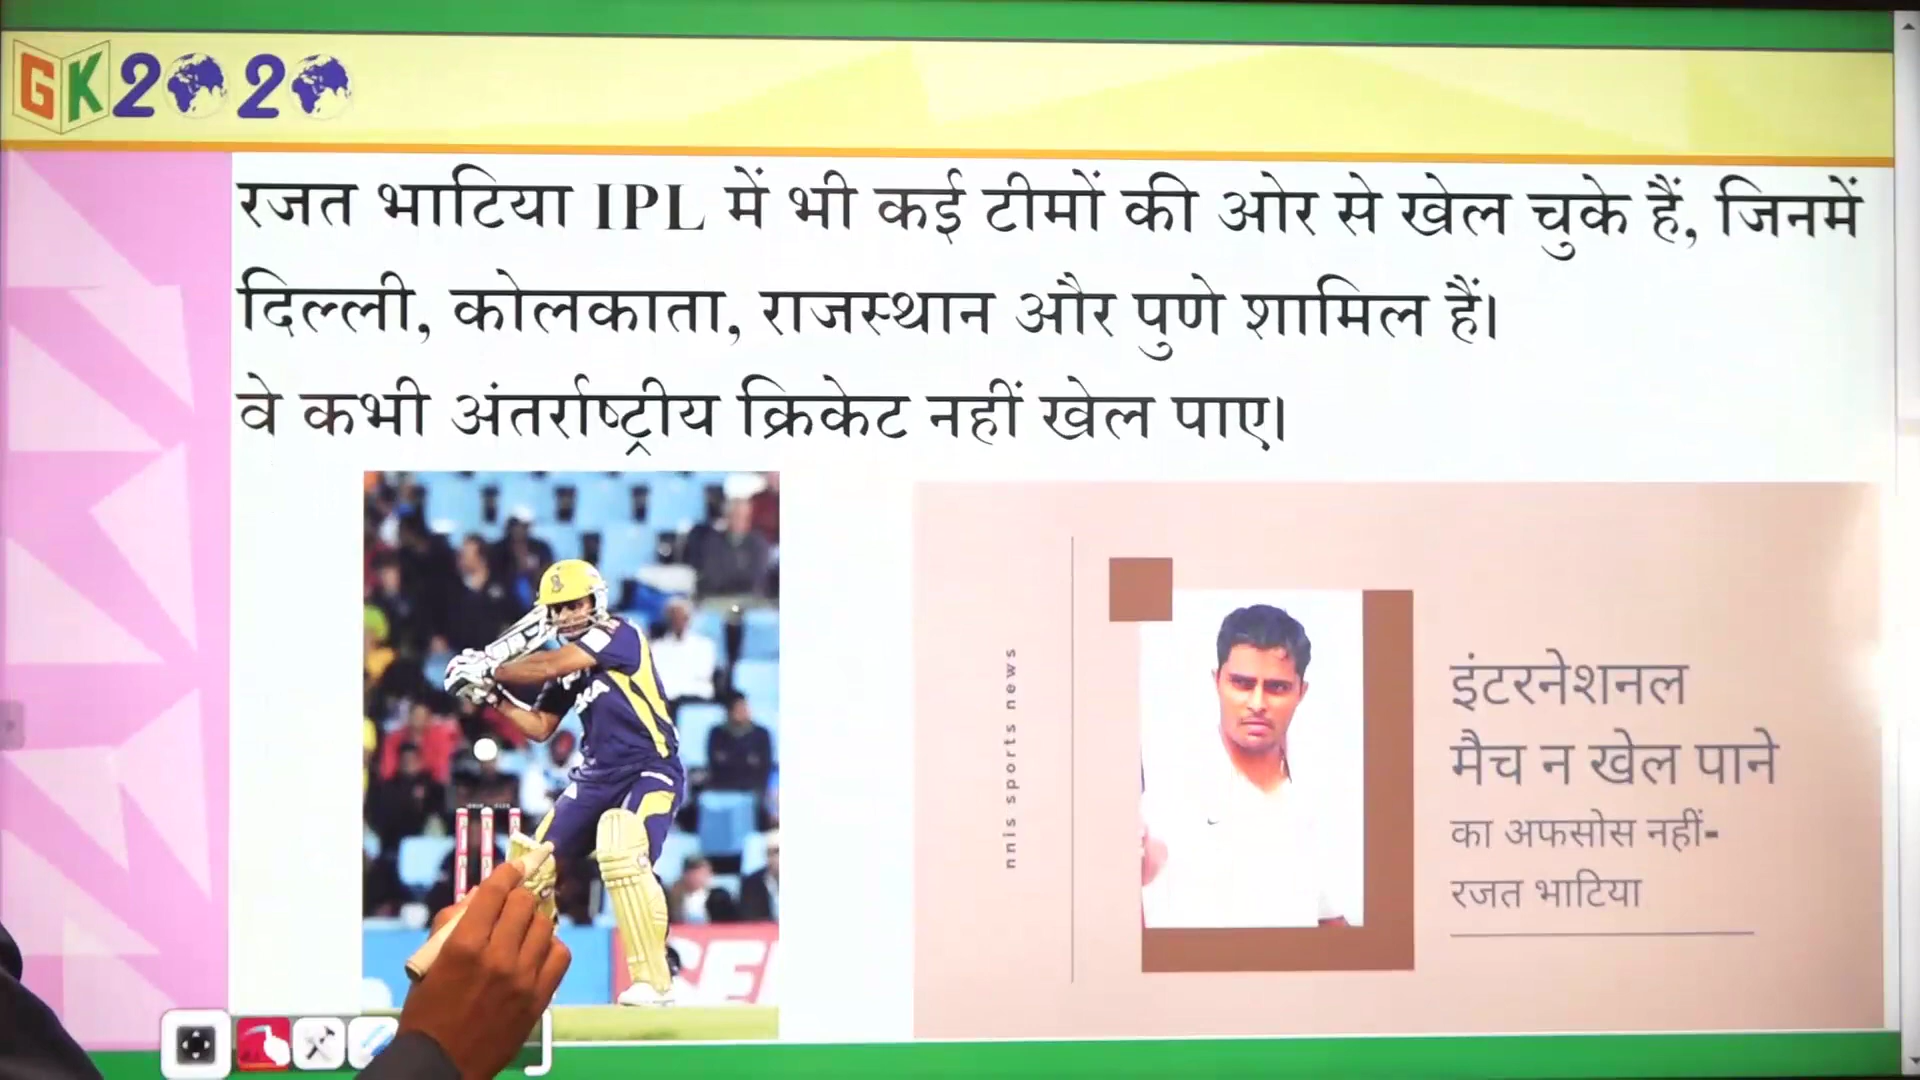 GK2020
रजत भाटिया IPL में भी कई टीमों की ओर से खेल चुके हैं, जिनमें
दिल्ली, कोलकाता, राजस्थान और पुणे शामिल हैं।
वे कभी अंतर्राष्ट्रीय क्रिकेट नहीं खेल पाए।
nnis sports news
इंटरनेशनल
मैच न खेल पाने
का अफसोस नहीं-
रजत भाटिया